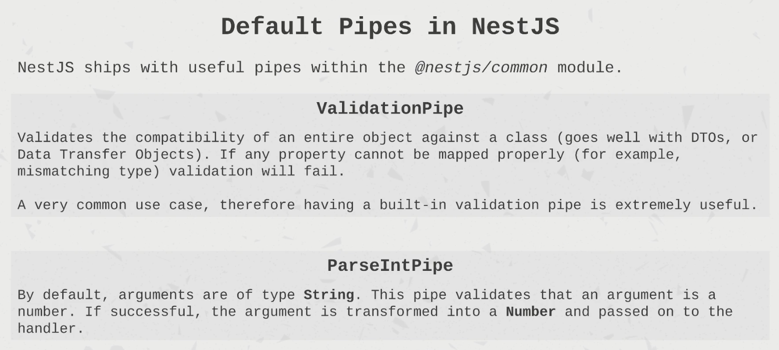 Default Pipes in NestJS
NestJS ships with useful pipes within the @nestjs/common module.
ValidationPipe
Validates the compatibility of an entire object against a class (goes well with DTOs, or
Data Transfer Objects). If any property cannot be mapped properly (for example,
mismatching type) validation will fail.
A very common use case, therefore having a built-in validation pipe is extremely useful.
ParseIntPipe
By default, arguments are of type String. This pipe validates that an argument is a
number. If successful, the argument is transformed into a Number and passed on to the
handler.